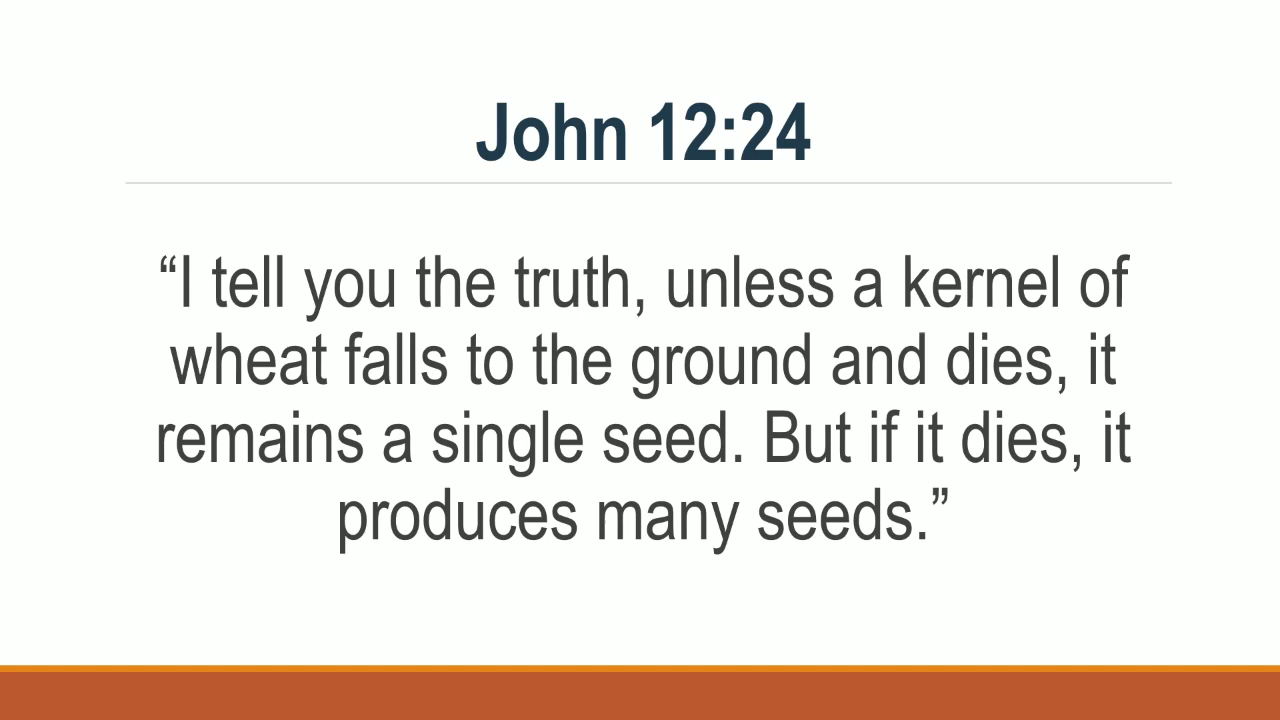 John 12:24
“I tell you the truth, unless a kernel of
wheat falls to the ground and dies, it
remains a single seed. But if it dies, it
produces many seeds.”